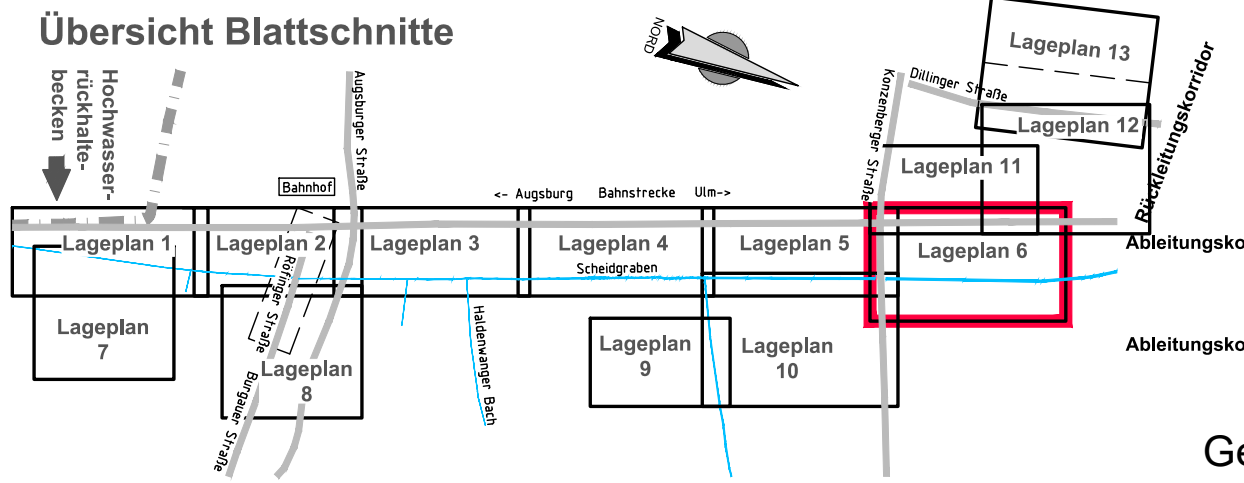 Übersicht Blattschnitte
Hochwasser-
rückhalte-
becken
Augsburger Straße
NORD
Konzenberger Straße
Dillinger Straße
Lageplan 13
Lageplan 12
Lageplan 11
Rückleitungskorridor
Bahnhof
<- Augsburg Bahnstrecke Ulm->
Lageplan 1
Lageplan 2
Lageplan 3
Lageplan 4
Lageplan 5
Lageplan 6
Scheidgraben
Röfinger Straße
Haldenwanger Bach
Burgauer Straße
Lageplan
7
Lageplan
8
Lageplan
9
Lageplan
10
Ableitungsko
Ableitungsko
Ge